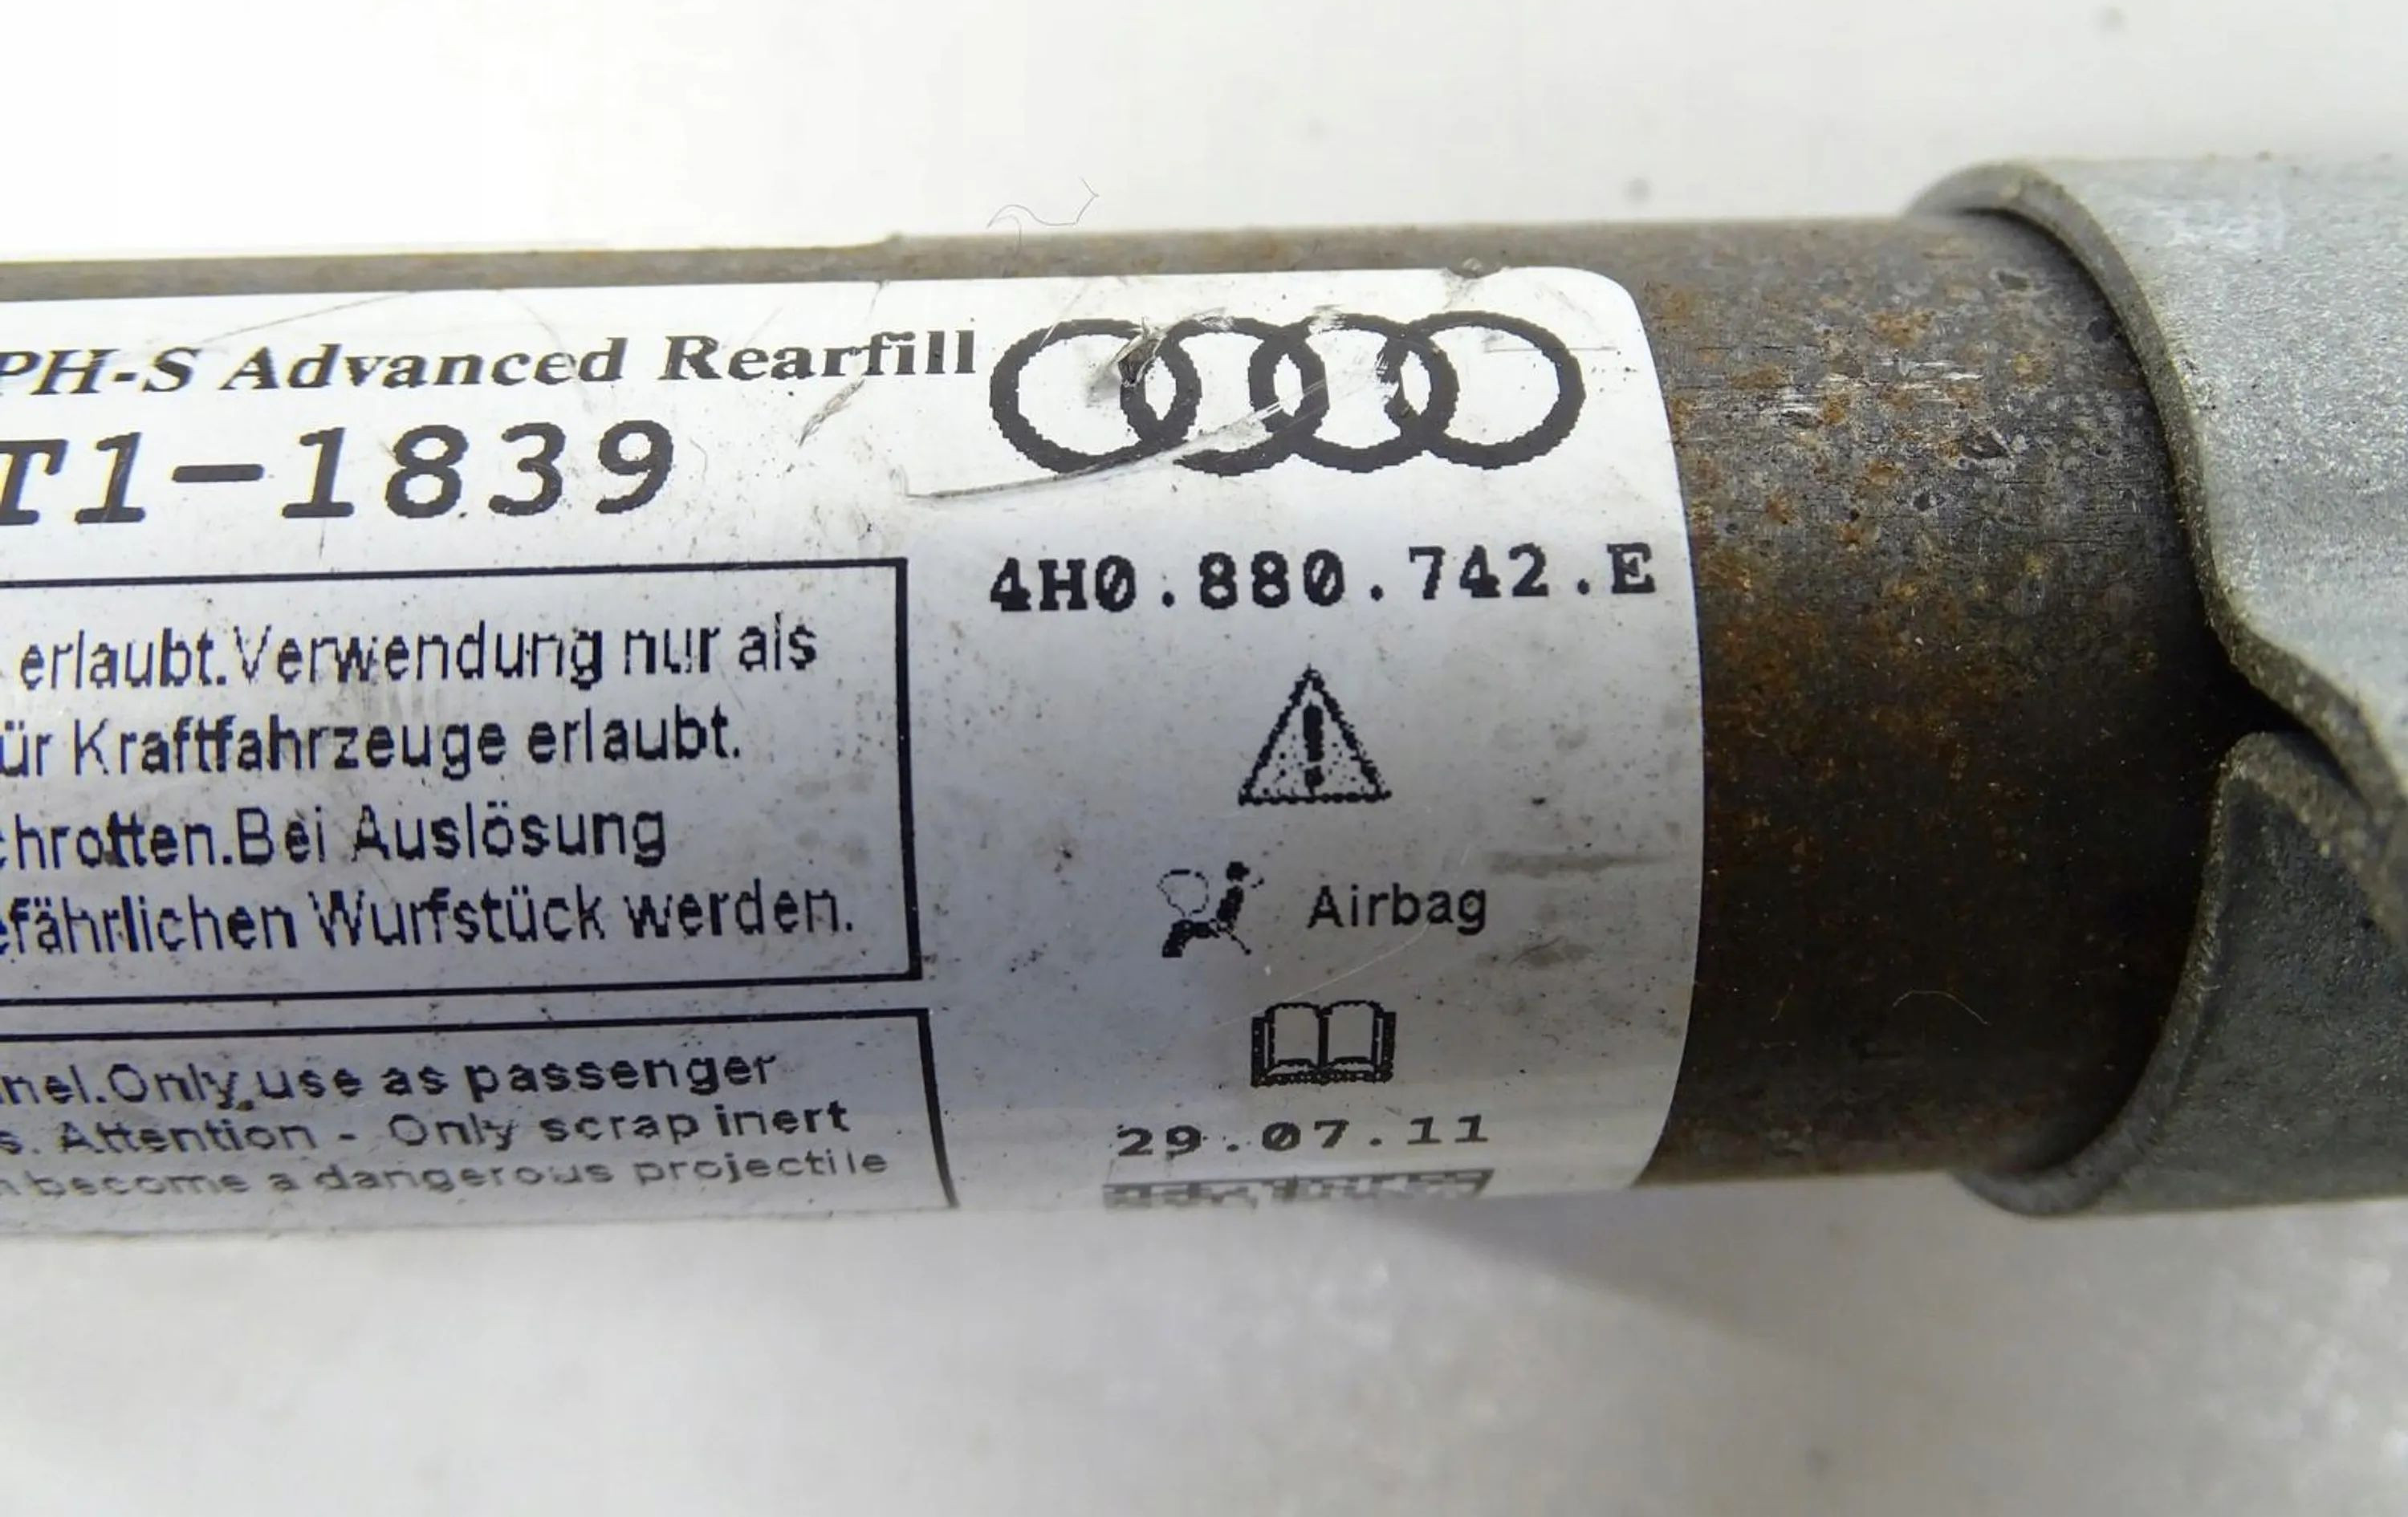 PH-S Advanced Rearfill
T1-1839
4H0.880.742.E
erlaubt.Verwendung nur als
ür Kraftfahrzeuge erlaubt.
chrotten.Bei Auslösung
efährlichen Wurfstück werden.
Airbag
nel.Only use as passenger
s. Attention - Only scrap inert
n become a dangerous projectile
29.07.11